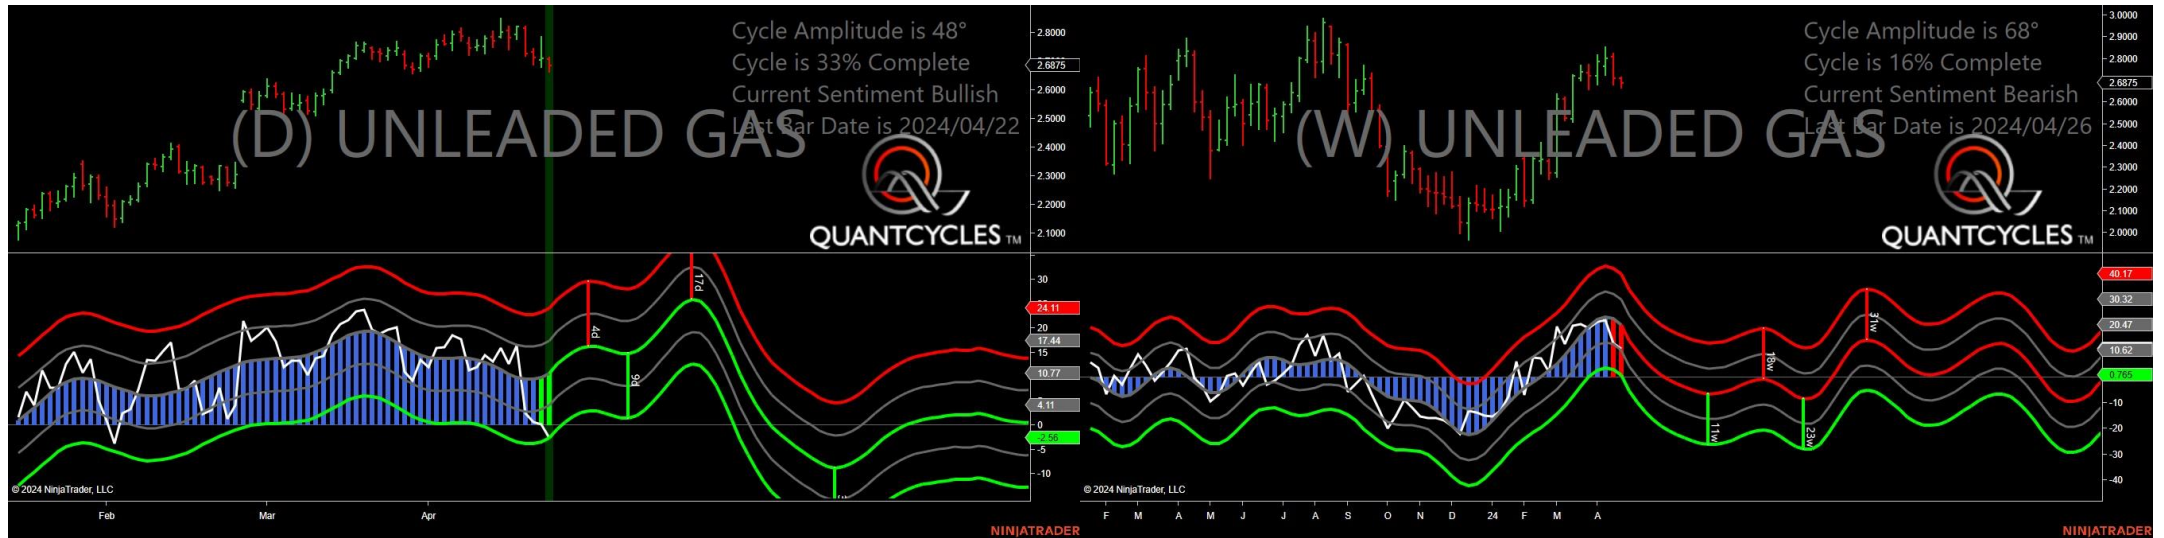 Cycle Amplitude is 48°
Cycle is 33% Complete
Current Sentiment Bullish
Last Bar Date is 2024/04/22
(D) UNLEADED GAS
QUANTCYCLES TM
2.8000
2.6875
2.6000
2.5000
2.4000
2.3000
2.2000
2.1000
4d
9d
17d
30
24.11
20
17.44
15
10.77
4.11
0
-2.56
-5
-10
© 2024 NinjaTrader, LLC
Feb
Mar
Apr
NINJATRADER
Cycle Amplitude is 68°
Cycle is 16% Complete
Current Sentiment Bearish
Last Bar Date is 2024/04/26
(W) UNLEADED GAS
QUANTCYCLES TM
3.0000
2.9000
2.8000
2.6875
2.6000
2.5000
2.4000
2.3000
2.2000
2.1000
2.0000
11w
18w
23w
31w
40.17
30.32
20.47
10.62
0.765
-10
-20
-30
-40
© 2024 NinjaTrader, LLC
F
M
A
M
J
J
A
S
O
N
D
24
F
M
A
NINJATRADER